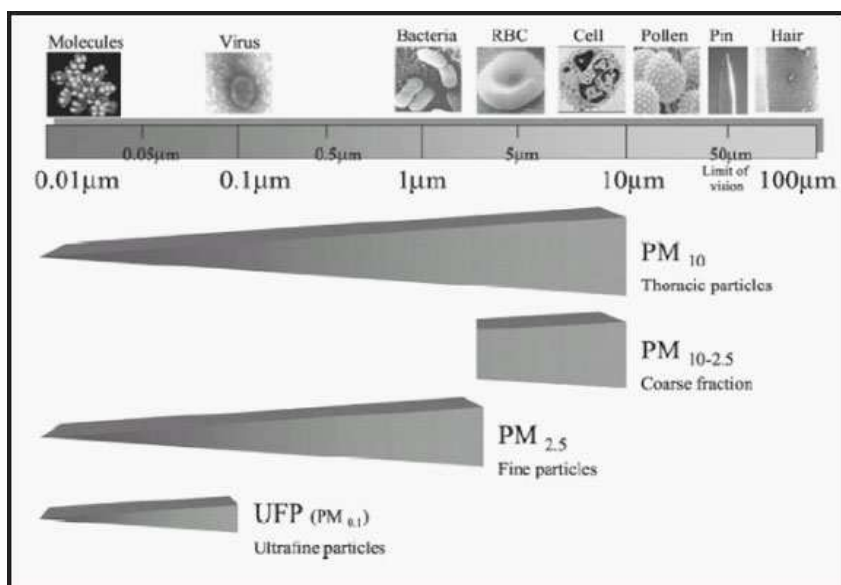 Molecules Virus Bacteria RBC Cell Pollen Pin Hair
0.05μm 0.5μm 5μm 50μm
0.01μm 0.1μm 1μm 10μm Limit of vision 100μm
PM 10
Thoracic particles
PM 10-2.5
Coarse fraction
PM 2.5
Fine particles
UFP (PM 0.1)
Ultrafine particles